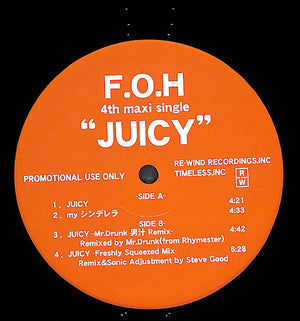 F.O.H
4th maxi single
“JUICY”
RE-WIND RECORDINGS,INC
TIMELESS,INC
R
W
PROMOTIONAL USE ONLY
-SIDE A-
1、JUICY 4:21
2、my シンデレラ 4:33
-SIDE B-
3、JUICY -Mr.Drunk 男汁 Remix- 4:42
Remixed by Mr.Drunk(from Rhymester)
4、JUICY -Freshly Squeezed Mix- 6:28
Remix&Sonic Adjustment by Steve Good